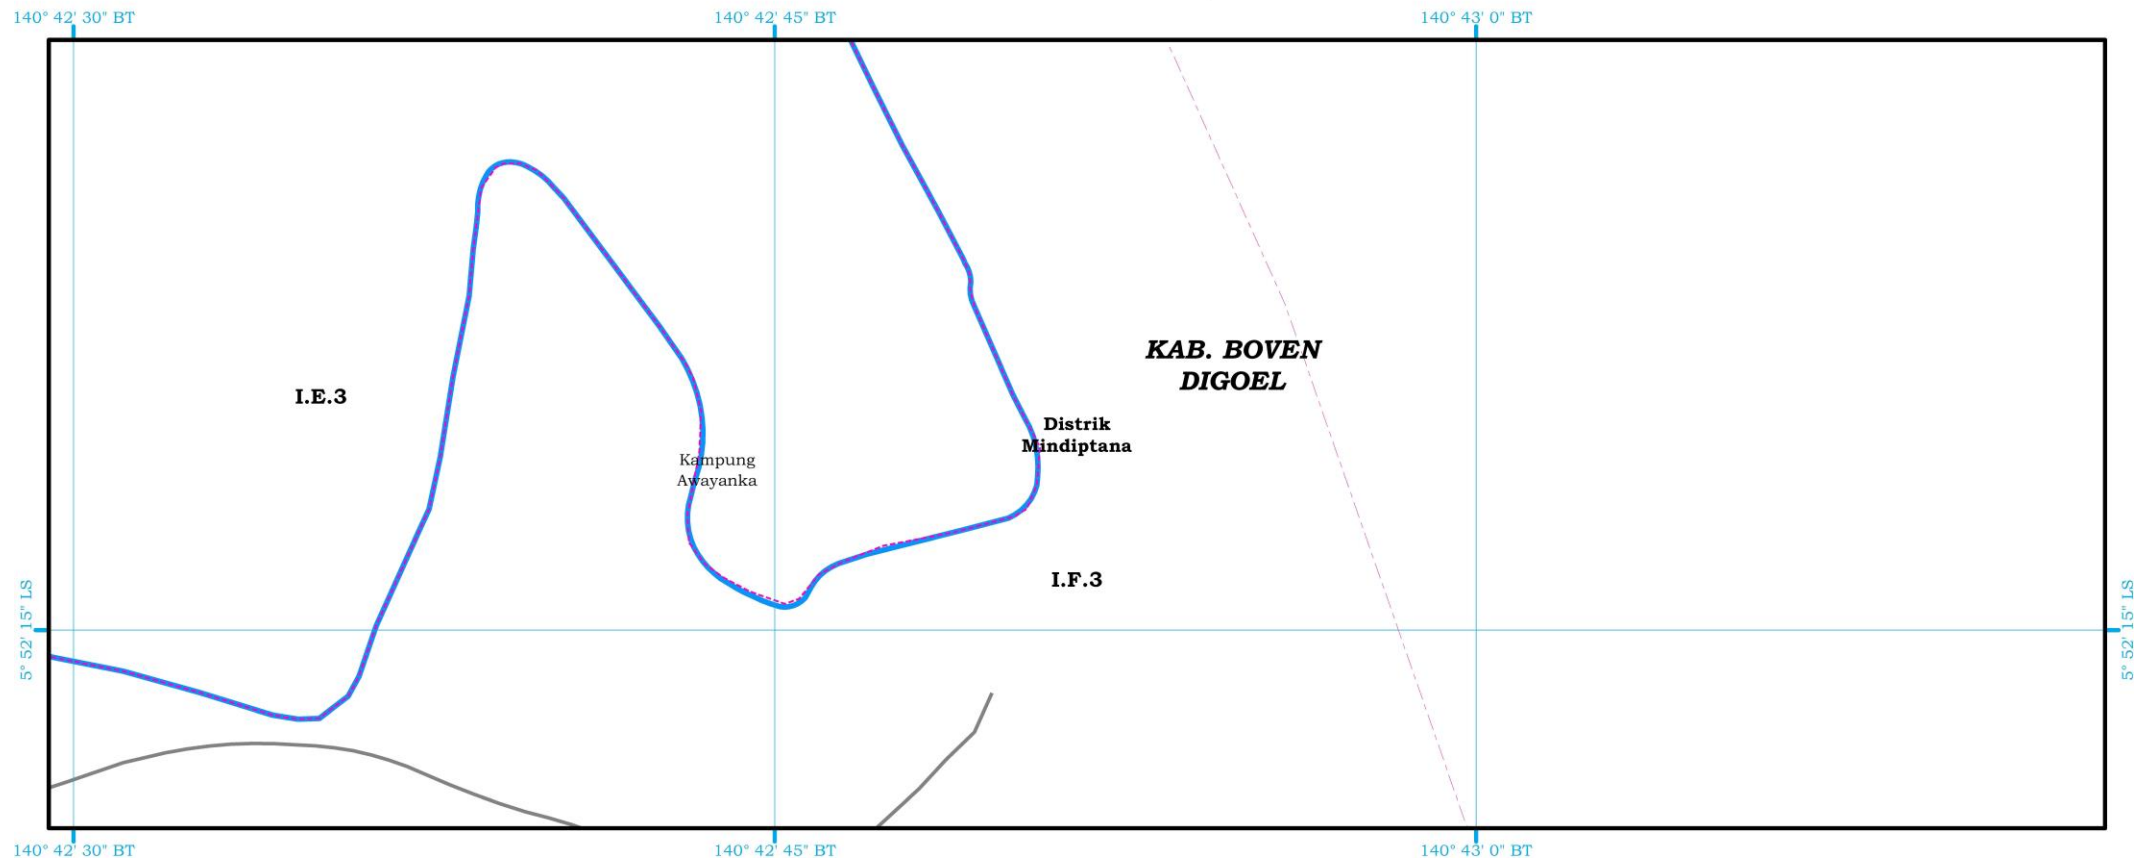 140° 42' 30" BT
140° 42' 45" BT
140° 43' 0" BT
KAB. BOVEN
DIGOEL
I.E.3
Distrik
Mindiptana
Kampung
Awayanka
I.F.3
5° 52' 15" LS
5° 52' 15" LS
140° 42' 30" BT
140° 42' 45" BT
140° 43' 0" BT